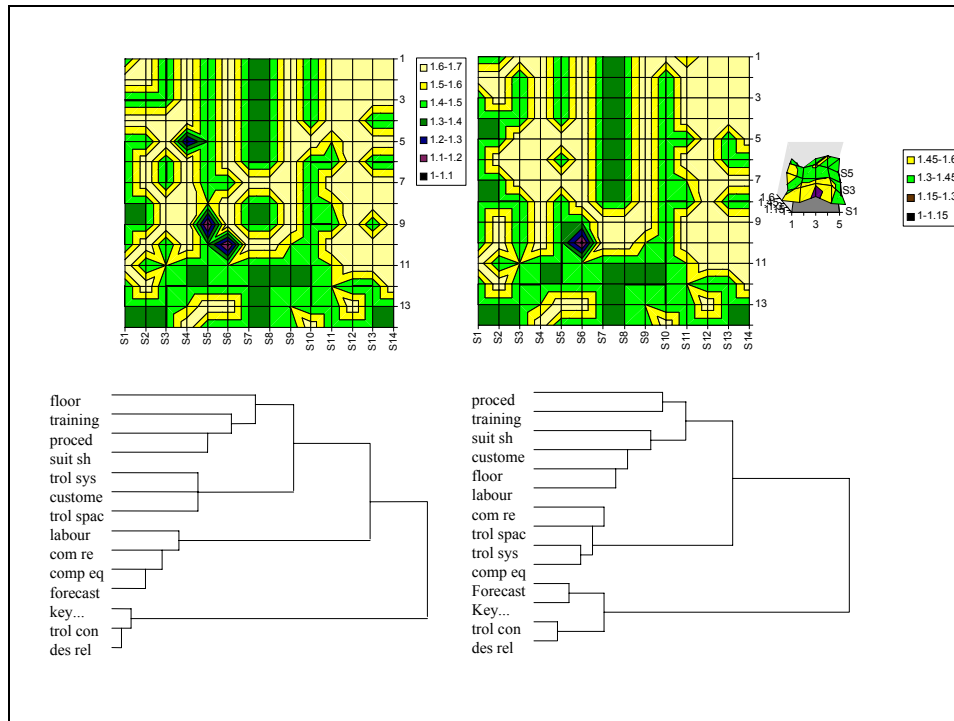 1.6-1.7
1.5-1.6
1.4-1.5
1.3-1.4
1.2-1.3
1.1-1.2
1-1.1
1
3
5
7
9
11
13
S1
S2
S3
S4
S5
S6
S7
S8
S9
S10
S11
S12
S13
S14
1
3
5
7
9
11
13
S1
S2
S3
S4
S5
S6
S7
S8
S9
S10
S11
S12
S13
S14
S5
S3
S1
1 3 5
1.45-1.6
1.3-1.45
1.15-1.3
1-1.15
floor
training
proced
suit sh
trol sys
custome
trol spac
labour
com re
comp eq
forecast
key...
trol con
des rel
proced
training
suit sh
custome
floor
labour
com re
trol spac
trol sys
comp eq
Forecast
Key...
trol con
des rel